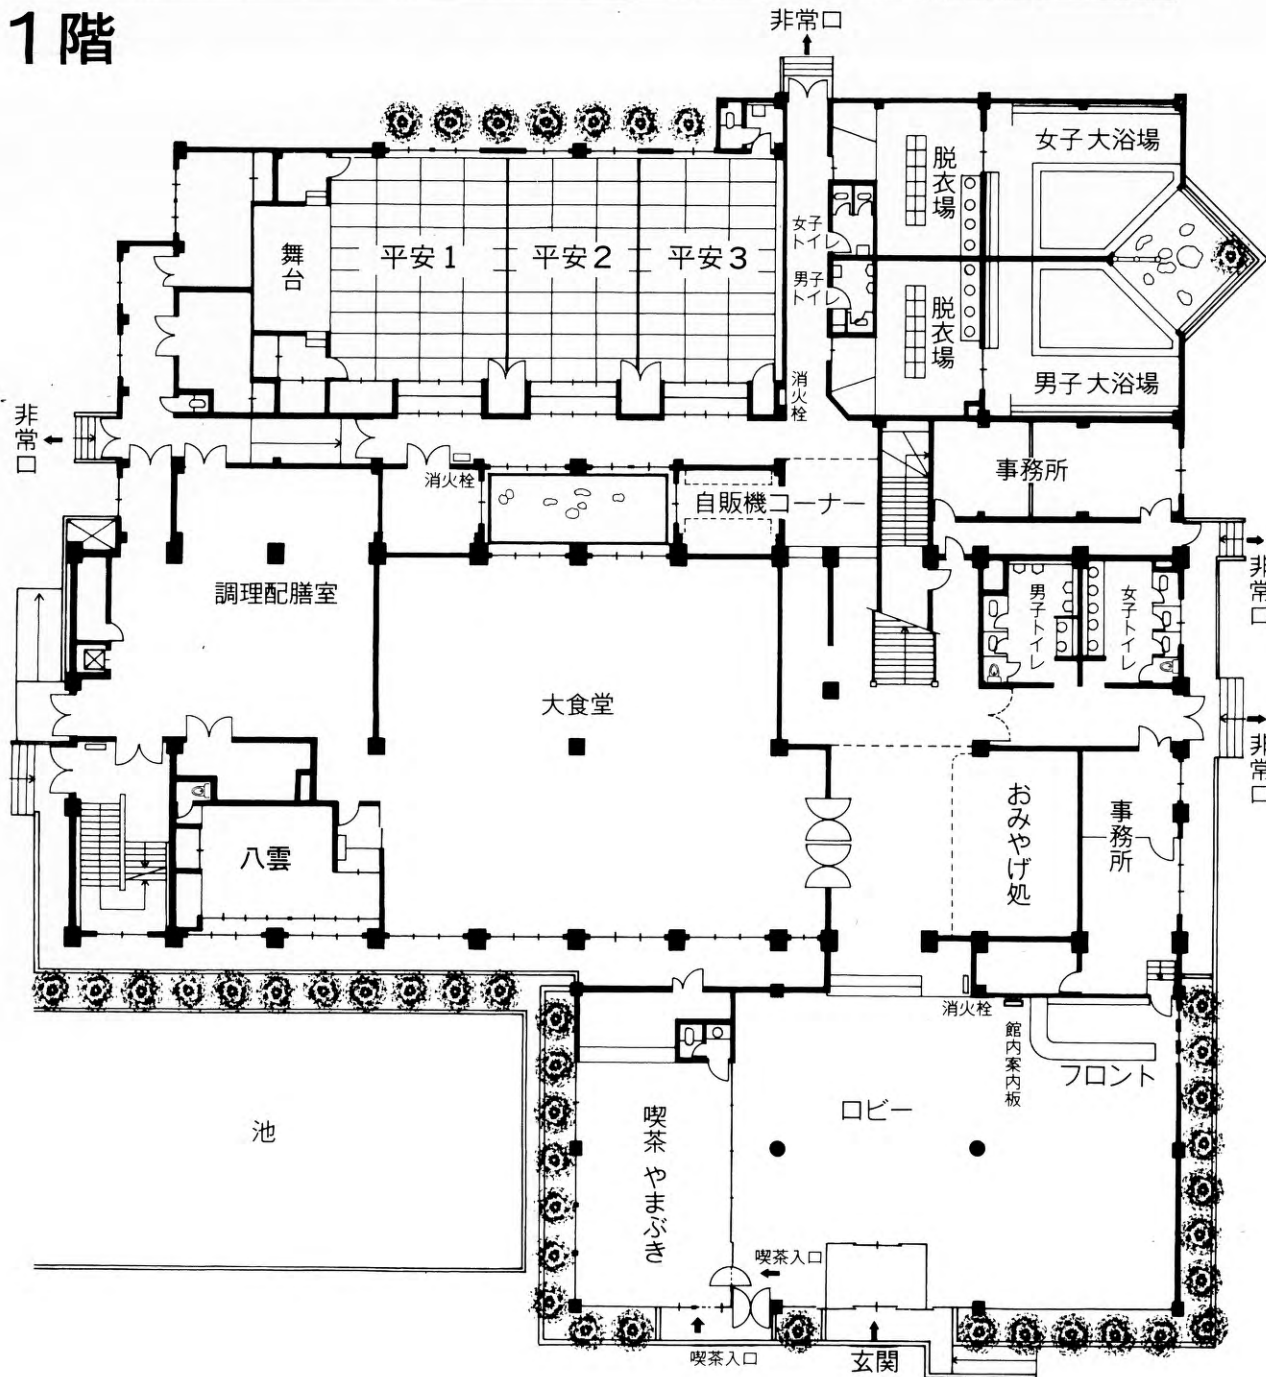 1階
非常口
女子大浴場
脱衣場
女子トイレ
舞台
平安1
平安2
平安3
男子トイレ
脱衣場
男子大浴場
消火栓
非常口
消火栓
自販機コーナー
事務所
非常口
調理配膳室
男子トイレ
女子トイレ
大食堂
非常口
おみやげ処
事務所
八雲
消火栓
館内案内板
フロント
池
喫茶 やまぶき
ロビー
喫茶入口
喫茶入口
玄関